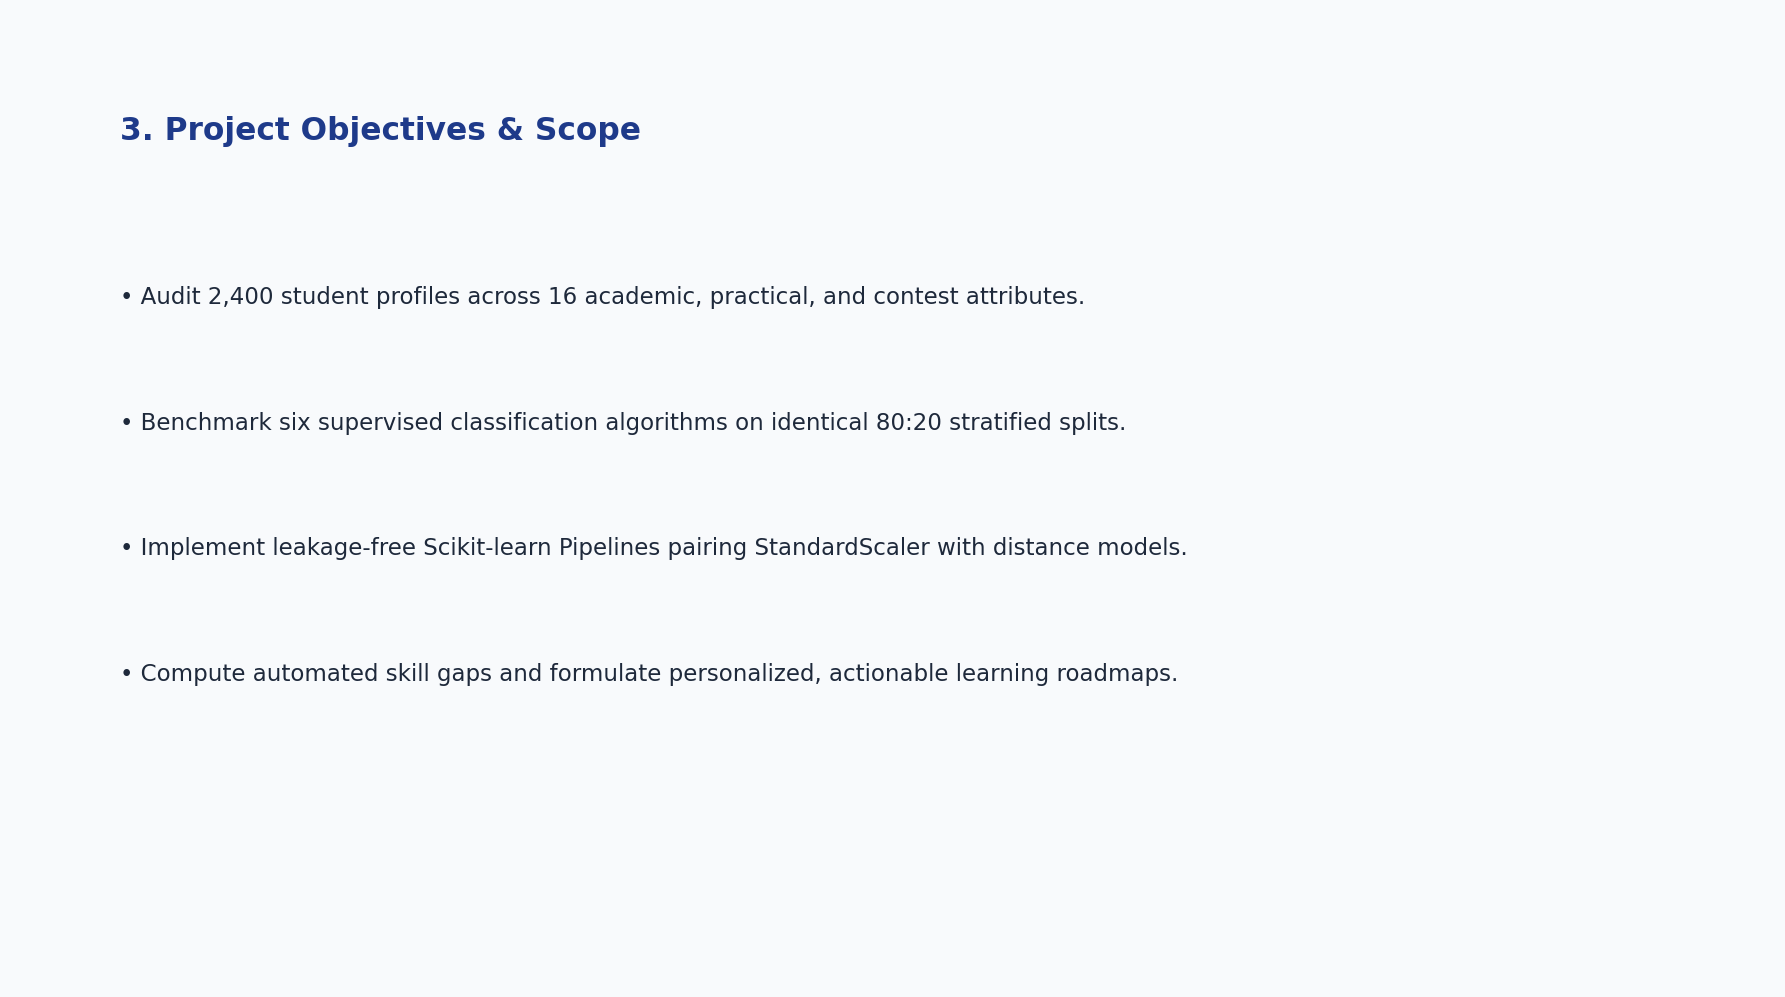 3. Project Objectives & Scope
• Audit 2,400 student profiles across 16 academic, practical, and contest attributes.
• Benchmark six supervised classification algorithms on identical 80:20 stratified splits.
• Implement leakage-free Scikit-learn Pipelines pairing StandardScaler with distance models.
• Compute automated skill gaps and formulate personalized, actionable learning roadmaps.